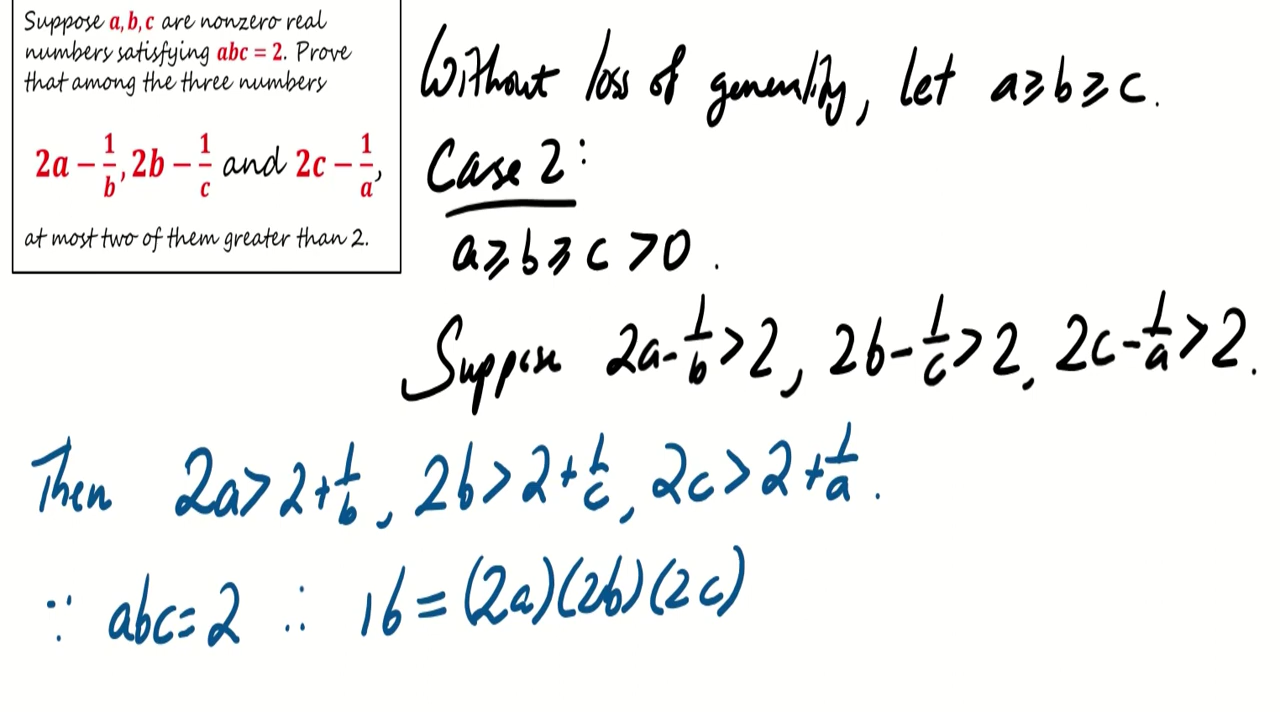 Suppose a,b,c are nonzero real
numbers satisfying abc = 2. Prove
that among the three numbers
2a − 1/b, 2b − 1/c and 2c − 1/a,
at most two of them greater than 2.
Without loss of generality, let a ≥ b ≥ c.
Case 2:
a ≥ b ≥ c > 0.
Suppose 2a − 1/b > 2, 2b − 1/c > 2, 2c − 1/a > 2.
Then 2a > 2 + 1/b, 2b > 2 + 1/c, 2c > 2 + 1/a.
∵ abc = 2 ∴ 16 = (2a)(2b)(2c)